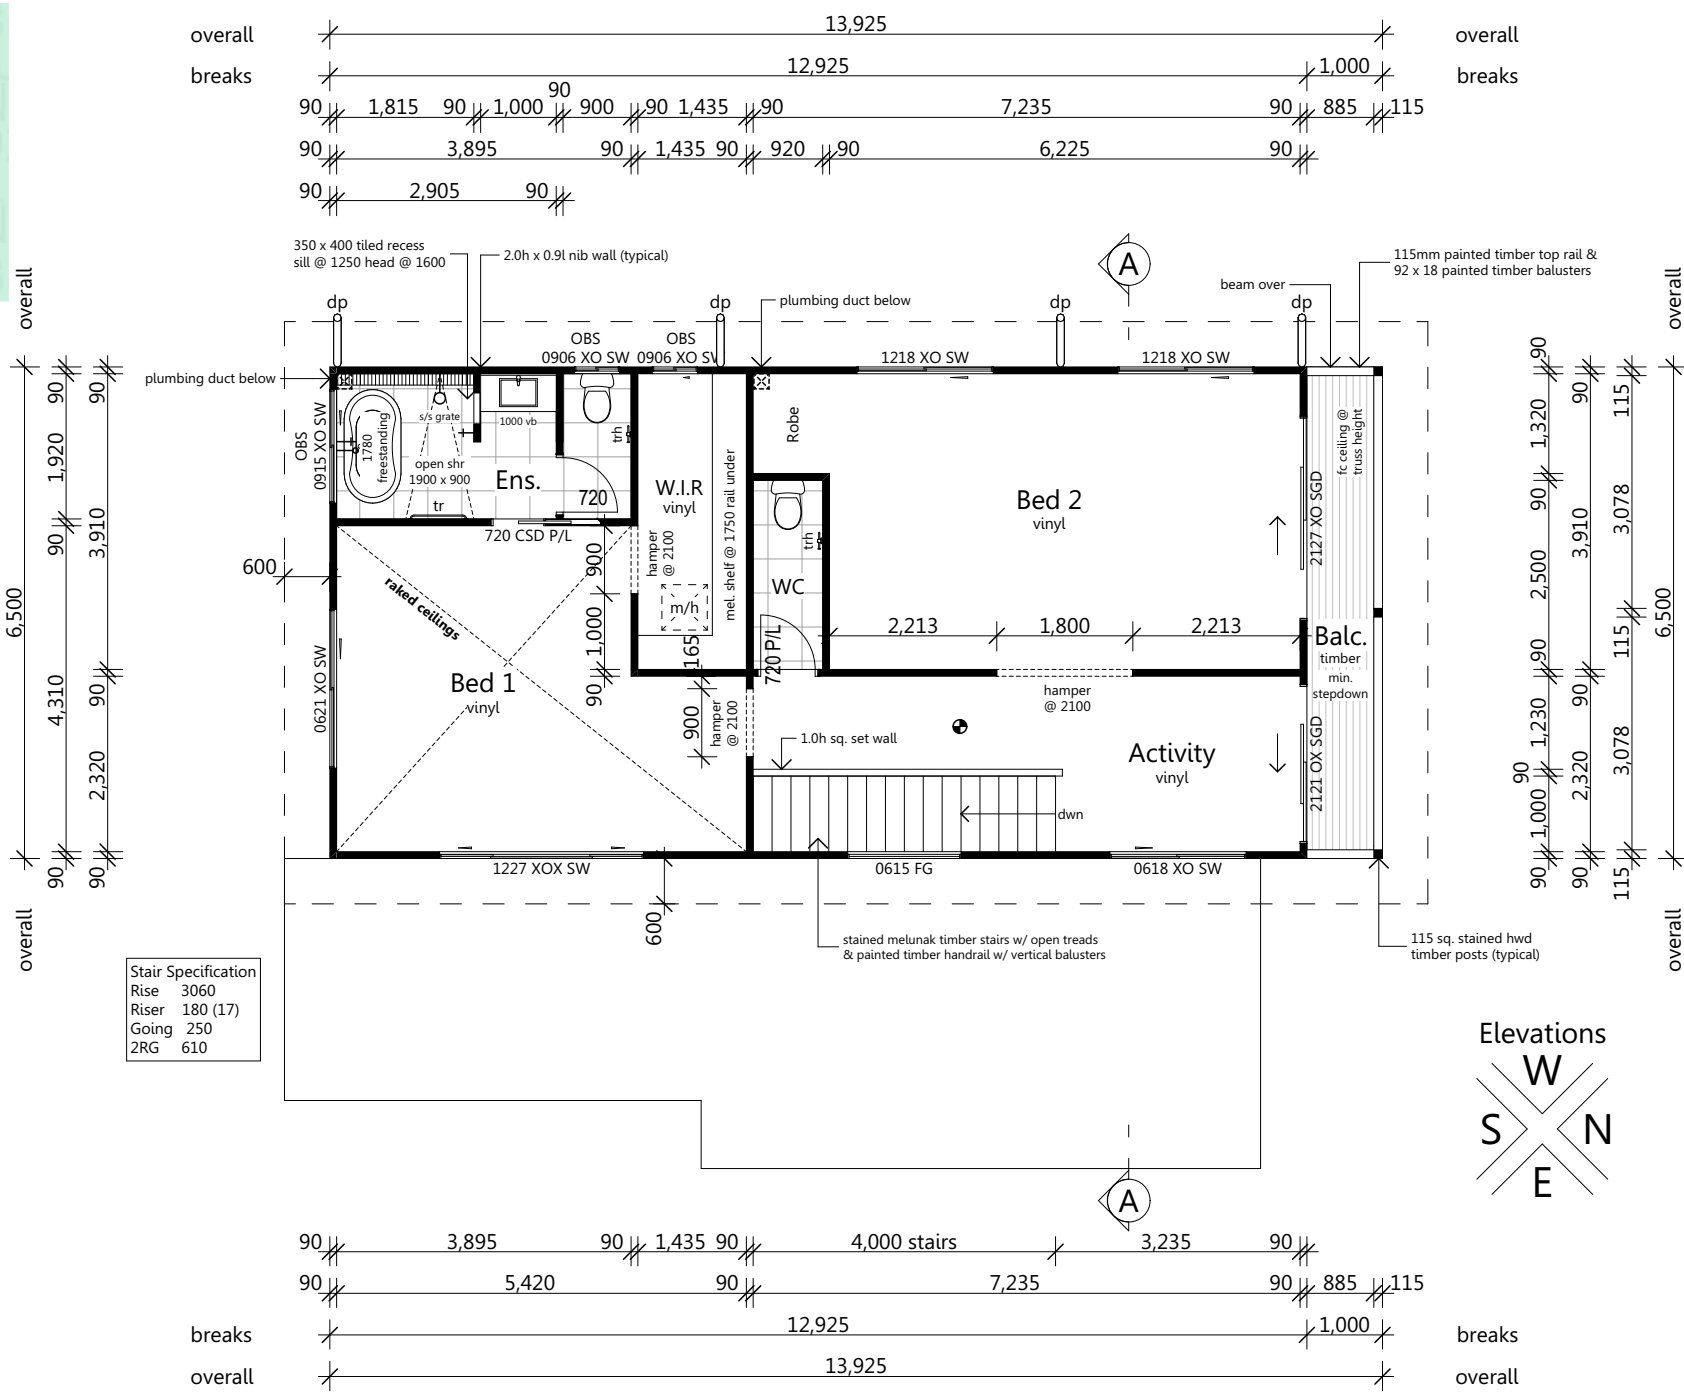 overall 13,925 overall
breaks 12,925 1,000 breaks
90
90 1,815 90 1,000 900 90 1,435 90 7,235 90 885 115
90 3,895 90 1,435 90 920 90 6,225 90
90 2,905 90
350 x 400 tiled recess
sill @ 1250 head @ 1600
2.0h x 0.9l nib wall (typical)
A
115mm painted timber top rail &
92 x 18 painted timber balusters
beam over
plumbing duct below
dp
dp
dp
dp
OBS
0906 XO SW
OBS
0906 XO SW
1218 XO SW
1218 XO SW
plumbing duct below
overall
6,500
overall
90
1,920
90
4,310
90
90
3,910
90
2,320
90
OBS
0915 XO SW
1780
freestanding
s/s grate
open shr
1900 x 900
tr
1000 vb
Ens.
trh
720
720 CSD P/L
W.I.R
vinyl
hamper
@ 2100
m/h
mel. shelf @ 1750 rail under
Robe
trh
WC
720 P/L
Bed 2
vinyl
2,213 1,800 2,213
fc ceiling @
truss height
2127 XO SGD
Balc.
timber
min.
stepdown
600
raked ceilings
900
1,000
90
165
900
hamper
@ 2100
Bed 1
vinyl
0621 XO SW
hamper
@ 2100
1.0h sq. set wall
Activity
vinyl
dwn
2121 OX SGD
1227 XOX SW
0615 FG
0618 XO SW
600
90
1,320
90
2,500
90
1,230
90
1,000
90
90
3,910
90
2,320
90
115
3,078
115
3,078
115
overall
6,500
overall
stained melunak timber stairs w/ open treads
& painted timber handrail w/ vertical balusters
115 sq. stained hwd
timber posts (typical)
Stair Specification
Rise 3060
Riser 180 (17)
Going 250
2RG 610
Elevations
W
S N
E
A
90 3,895 90 1,435 90 4,000 stairs 3,235 90
90 5,420 90 7,235 90 885 115
breaks 12,925 1,000 breaks
overall 13,925 overall